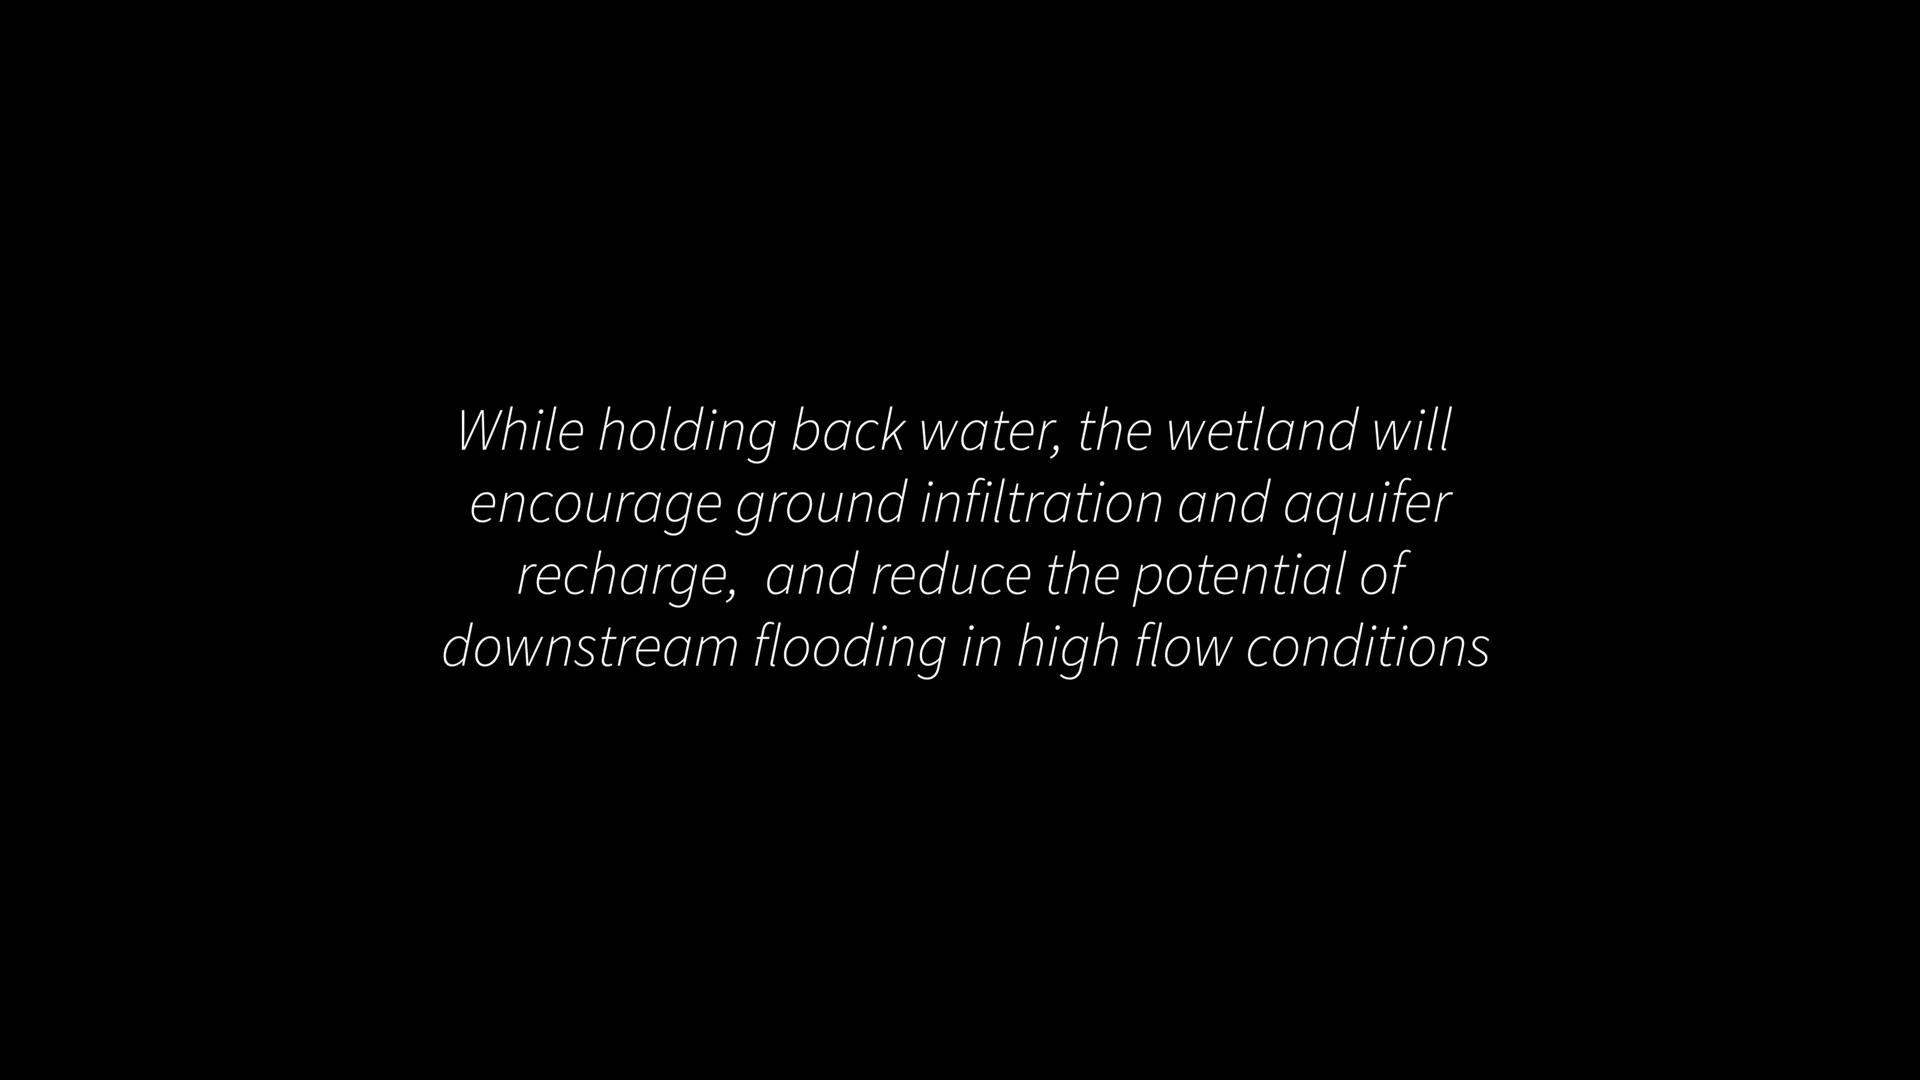 While holding back water, the wetland will
encourage ground infiltration and aquifer
recharge,  and reduce the potential of
downstream flooding in high flow conditions